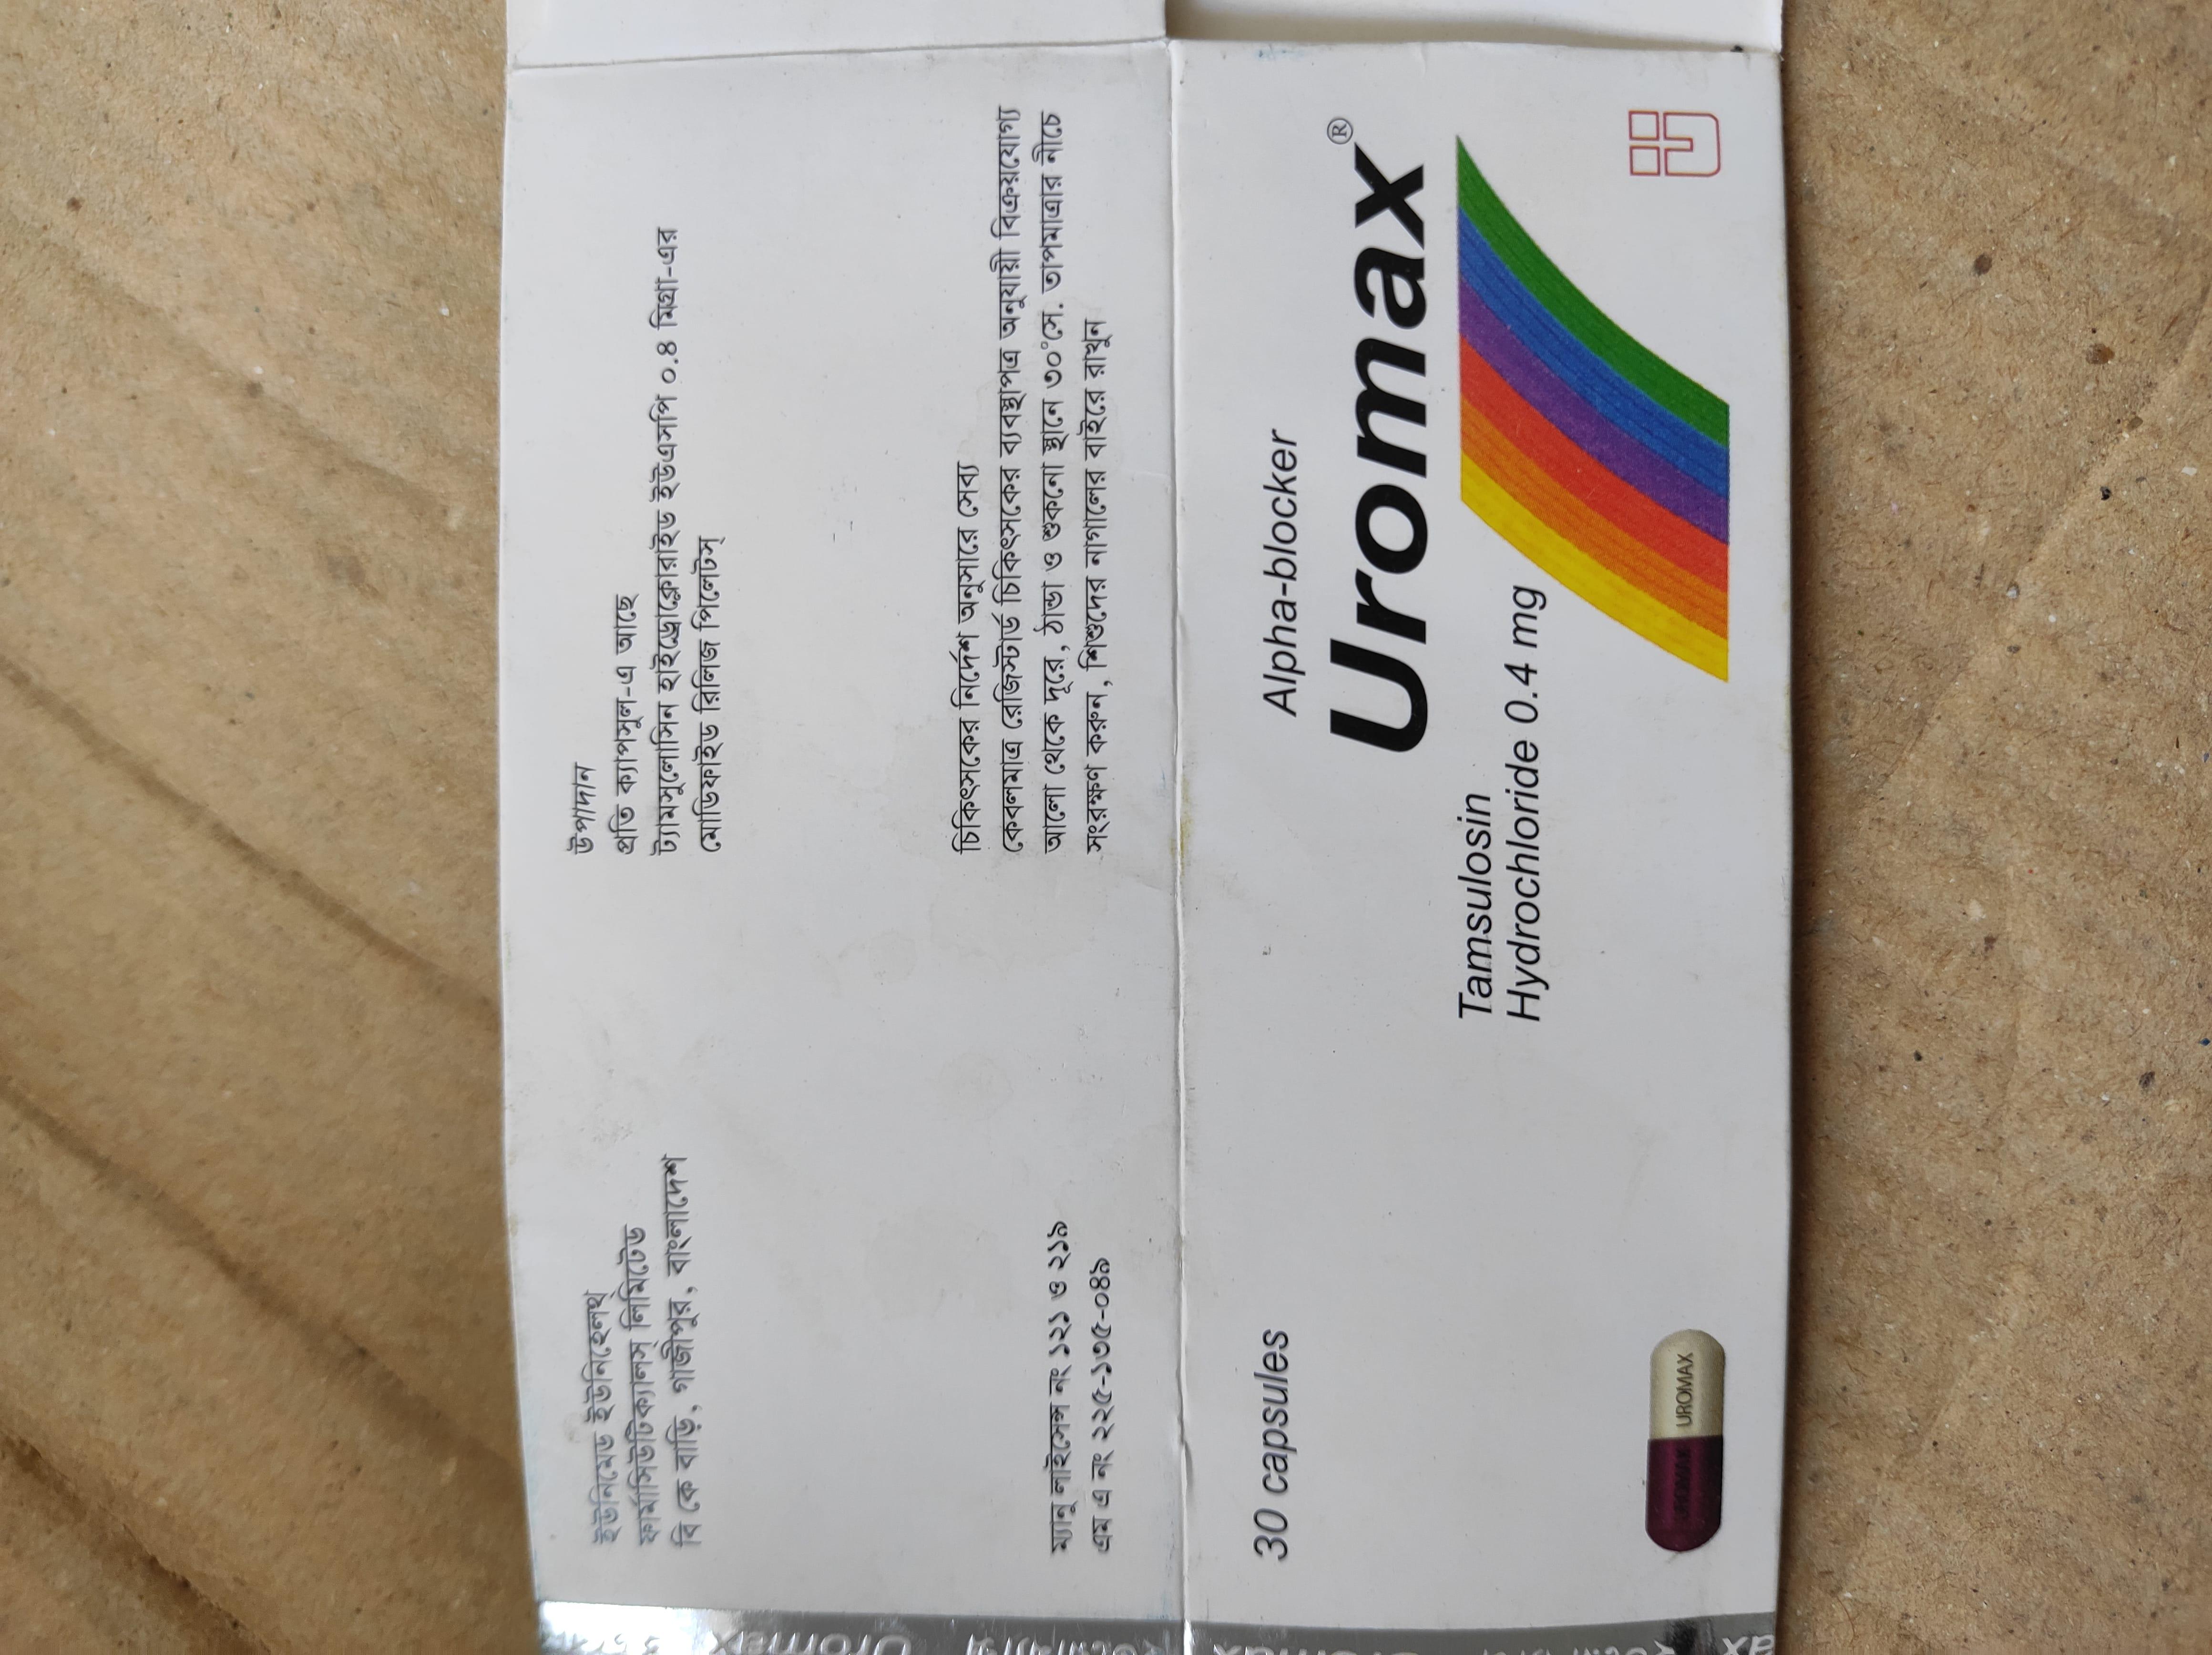 ইউনিমেড ইউনিহেলথ্
ফার্মাসিউটিক্যালস্ লিমিটেড
বি কে বাড়ি, গাজীপুর, বাংলাদেশ
উপাদান
প্রতি ক্যাপসুল-এ আছে
ট্যামসুলোসিন হাইড্রোক্লোরাইড ইউএসপি ০.৪ মিগ্রা-এর
মোডিফাইড রিলিজ পিলেটস্
ম্যানু লাইসেন্স নং ১২১ ও ২১৯
এম এ নং ২২৫-১৩৫-০৪৯
চিকিৎসকের নির্দেশ অনুসারে সেব্য
কেবলমাত্র রেজিস্টার্ড চিকিৎসকের ব্যবস্থাপত্র অনুযায়ী বিক্রয়যোগ্য
আলো থেকে দূরে, ঠান্ডা ও শুকনো স্থানে ৩০°সে. তাপমাত্রার নীচে
সংরক্ষণ করুন, শিশুদের নাগালের বাইরে রাখুন
30 capsules
Alpha-blocker
Uromax®
Tamsulosin
Hydrochloride 0.4 mg
UROMAX UROMAX
Uromax